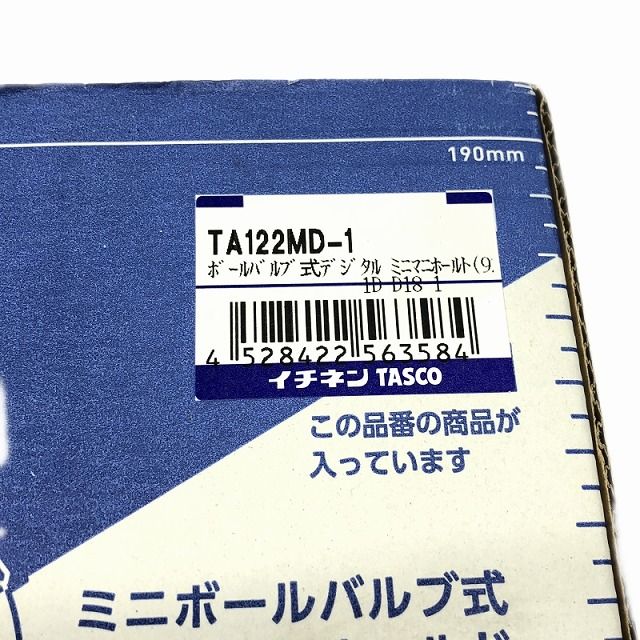 190mm
TA122MD-1
ボールバルブ式デジタル ミニマニホールド(9.
1D D18 1
4 528422 563584
イチネン TASCO
この品番の商品が
入っています
ミニボールバルブ式